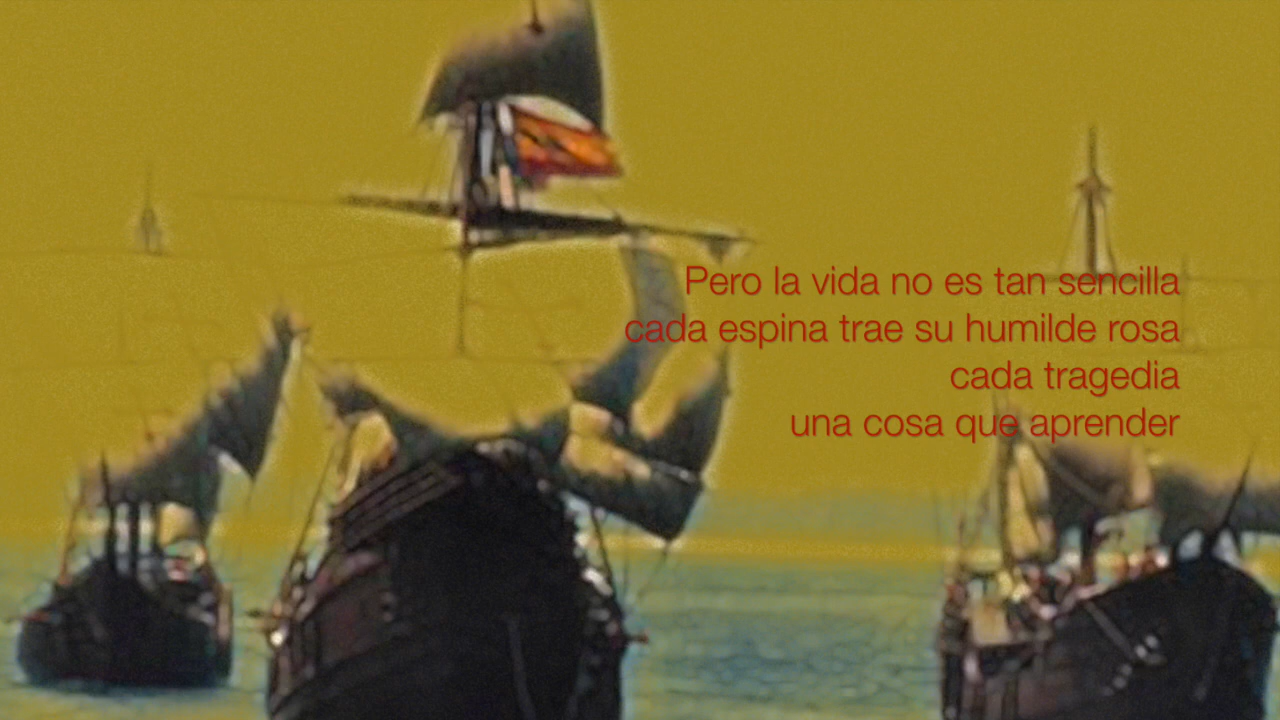 Pero la vida no es tan sencilla
cada espina trae su humilde rosa
cada tragedia
una cosa que aprender